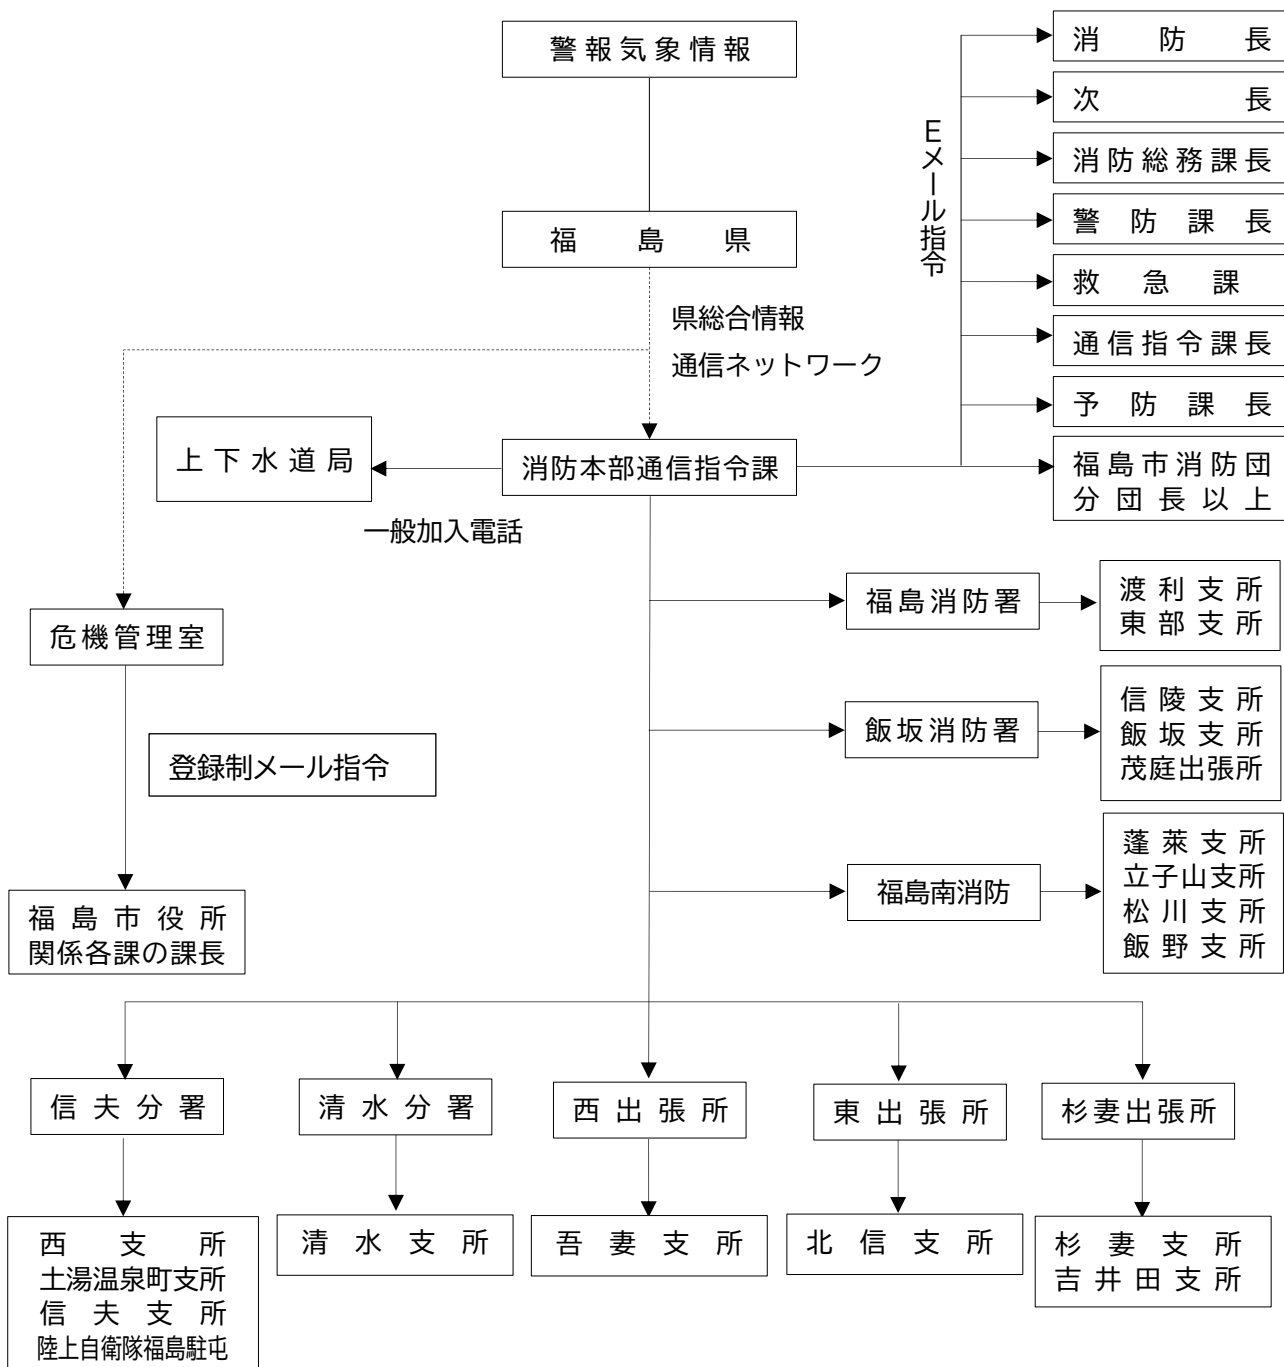 警報気象情報
福島県
県総合情報
通信ネットワーク
Eメール指令
消防長
次長
消防総務課長
警防課長
救急課
通信指令課長
予防課長
福島市消防団
分団長以上
上下水道局
消防本部通信指令課
一般加入電話
危機管理室
登録制メール指令
福島市役所
関係各課の課長
福島消防署
渡利支所
東部支所
飯坂消防署
信陵支所
飯坂支所
茂庭出張所
福島南消防
蓬萊支所
立子山支所
松川支所
飯野支所
信夫分署
清水分署
西出張所
東出張所
杉妻出張所
西支所
土湯温泉町支所
信夫支所
陸上自衛隊福島駐屯
清水支所
吾妻支所
北信支所
杉妻支所
吉井田支所